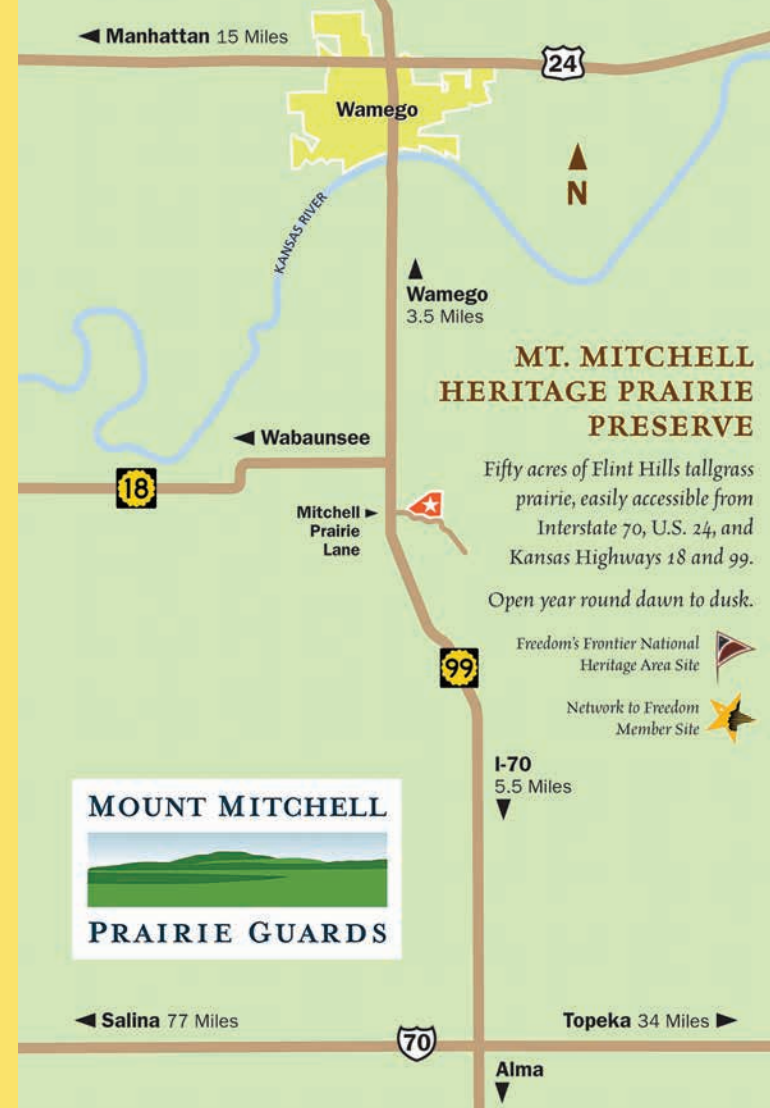 Manhattan 15 Miles
24
Wamego
N
KANSAS RIVER
Wamego
3.5 Miles
MT. MITCHELL
HERITAGE PRAIRIE
PRESERVE
Fifty acres of Flint Hills tallgrass
prairie, easily accessible from
Interstate 70, U.S. 24, and
Kansas Highways 18 and 99.
Open year round dawn to dusk.
Wabaunsee
18
Mitchell
Prairie
Lane
Freedom's Frontier National
Heritage Area Site
99
Network to Freedom
Member Site
I-70
5.5 Miles
MOUNT MITCHELL
PRAIRIE GUARDS
Salina 77 Miles
Topeka 34 Miles
70
Alma